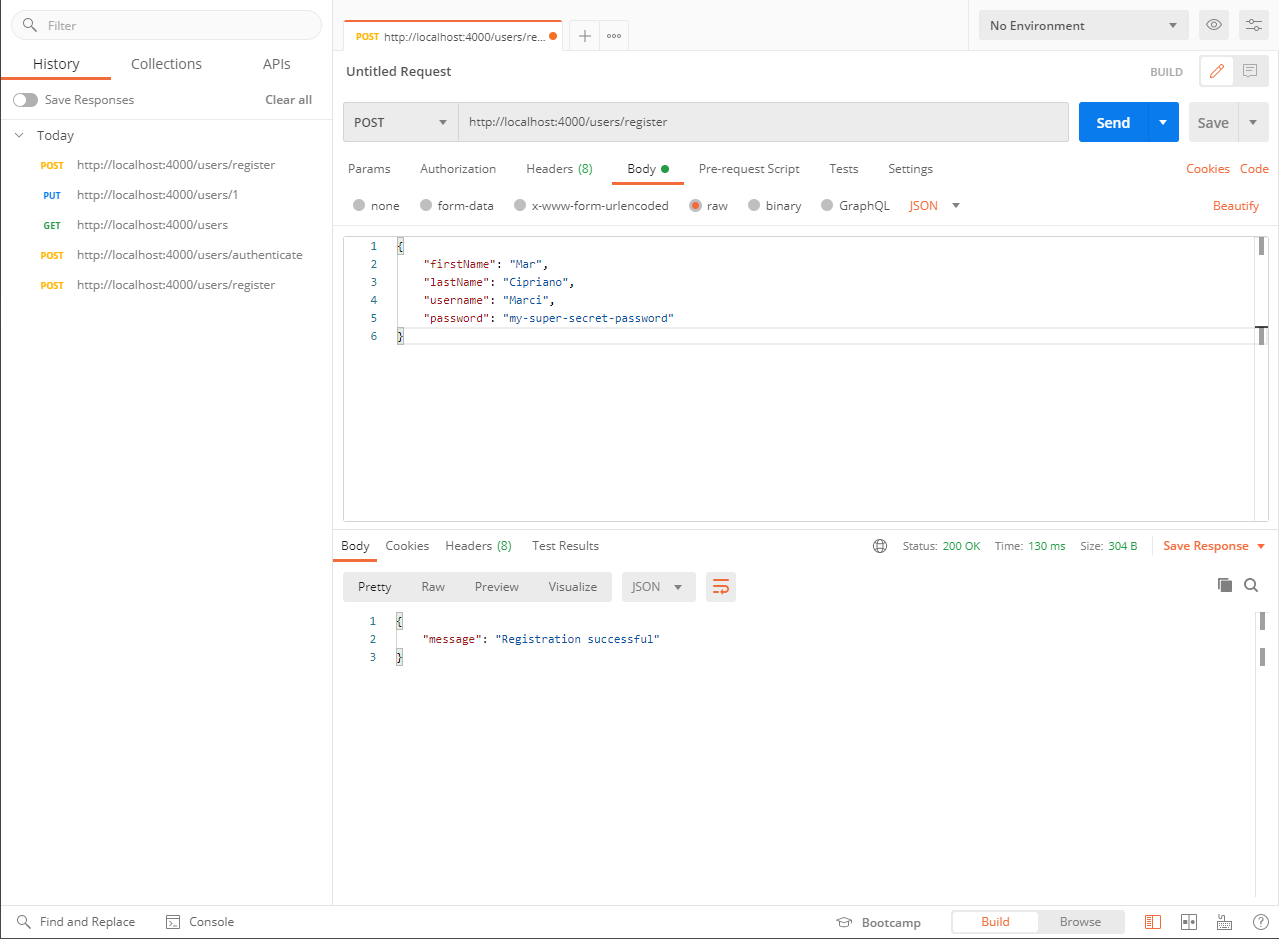 Filter
History Collections APIs
Save Responses Clear all
Today
POST http://localhost:4000/users/register
PUT http://localhost:4000/users/1
GET http://localhost:4000/users
POST http://localhost:4000/users/authenticate
POST http://localhost:4000/users/register
POST http://localhost:4000/users/re...
No Environment
Untitled Request BUILD
POST http://localhost:4000/users/register Send Save
Params Authorization Headers (8) Body Pre-request Script Tests Settings Cookies Code
none form-data x-www-form-urlencoded raw binary GraphQL JSON Beautify
1 {
2 "firstName": "Mar",
3 "lastName": "Cipriano",
4 "username": "Marci",
5 "password": "my-super-secret-password"
6 }
Body Cookies Headers (8) Test Results Status: 200 OK Time: 130 ms Size: 304 B Save Response
Pretty Raw Preview Visualize JSON
1 {
2 "message": "Registration successful"
3 }
Find and Replace Console Bootcamp Build Browse